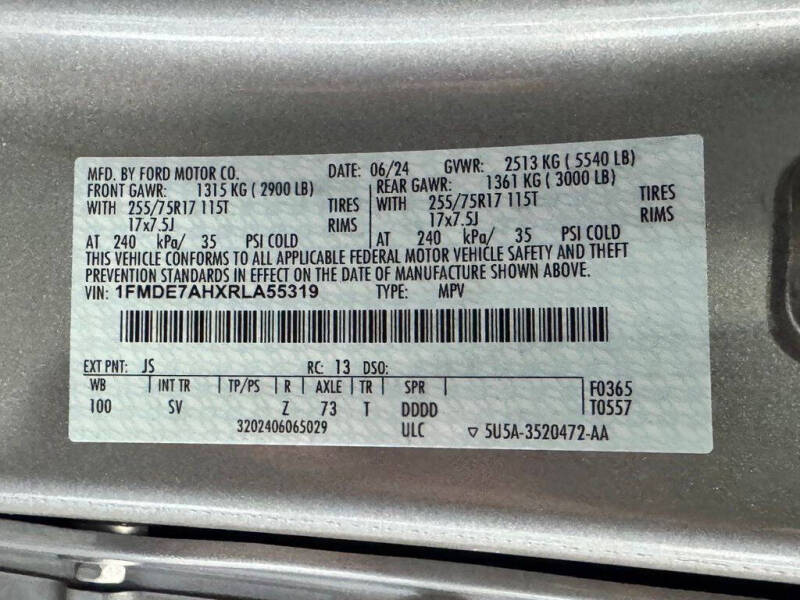 MFD. BY FORD MOTOR CO. DATE: 06/24 GVWR: 2513 KG ( 5540 LB)
FRONT GAWR: 1315 KG ( 2900 LB) REAR GAWR: 1361 KG ( 3000 LB)
WITH 255/75R17 115T TIRES WITH 255/75R17 115T TIRES
17x7.5J RIMS 17x7.5J RIMS
AT 240 kPa/ 35 PSI COLD AT 240 kPa/ 35 PSI COLD
THIS VEHICLE CONFORMS TO ALL APPLICABLE FEDERAL MOTOR VEHICLE SAFETY AND THEFT
PREVENTION STANDARDS IN EFFECT ON THE DATE OF MANUFACTURE SHOWN ABOVE.
VIN: 1FMDE7AHXRLA55319 TYPE: MPV
EXT PNT: JS RC: 13 DSO:
WB INT TR TP/PS R AXLE TR SPR F0365
100 SV Z 73 T DDDD T0557
3202406065029 ULC ▽ 5U5A-3520472-AA